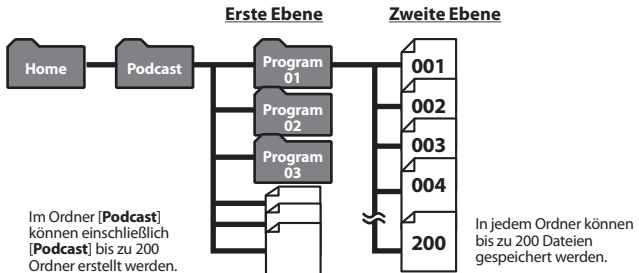 Erste Ebene
Zweite Ebene
Home
Podcast
Program
01
Program
02
Program
03
001
002
003
004
200
Im Ordner [Podcast]
können einschließlich
[Podcast] bis zu 200
Ordner erstellt werden.
In jedem Ordner können
bis zu 200 Dateien
gespeichert werden.